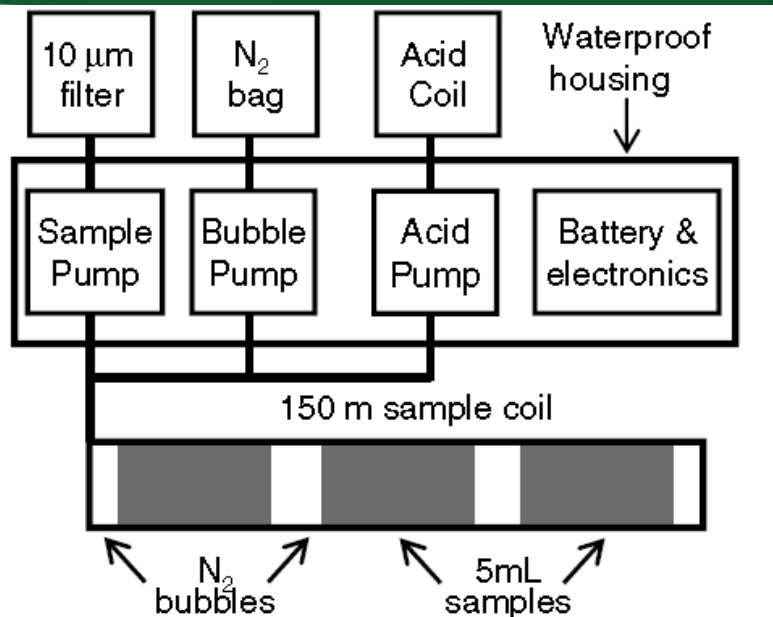 10 μm
filter
N₂
bag
Acid
Coil
Waterproof
housing
Sample
Pump
Bubble
Pump
Acid
Pump
Battery &
electronics
150 m sample coil
N₂
bubbles
5mL
samples